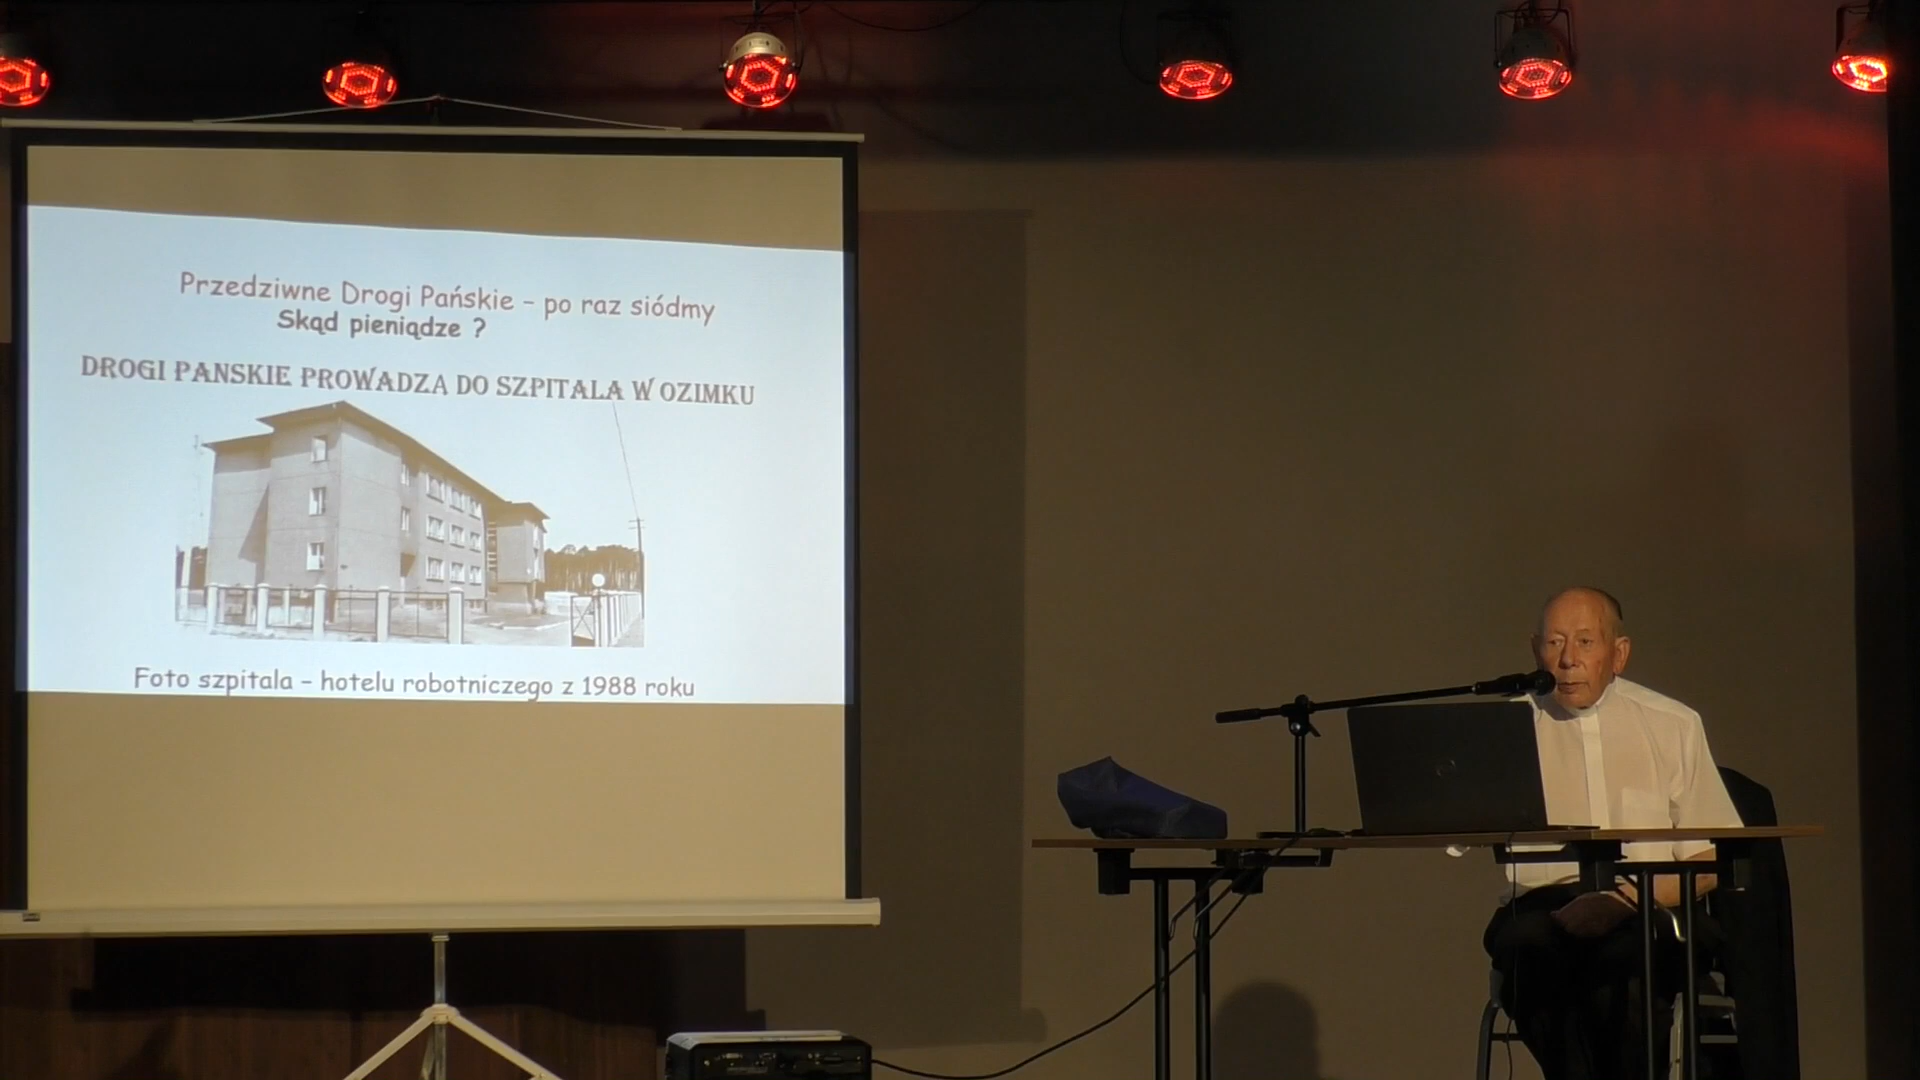 Przedziwne Drogi Pańskie – po raz siódmy
Skąd pieniądze ?
DROGI PANSKIE PROWADZĄ DO SZPITALA W OZIMKU
Foto szpitala – hotelu robotniczego z 1988 roku